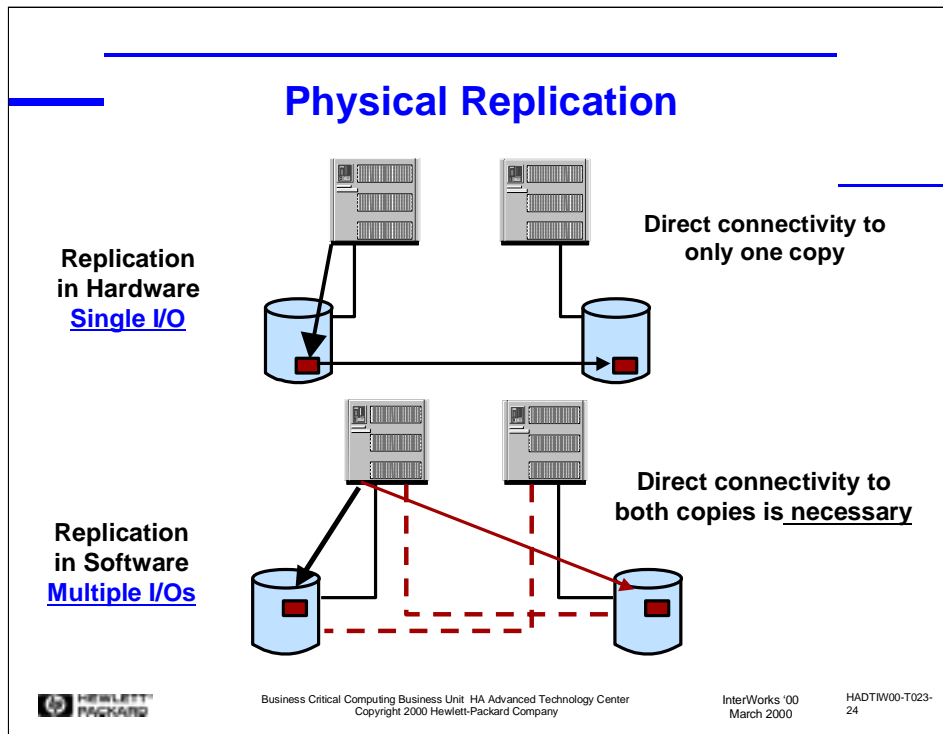 Physical Replication
Direct connectivity to
only one copy
Replication
in Hardware
Single I/O
Direct connectivity to
both copies is necessary
Replication
in Software
Multiple I/Os
HEWLETT
PACKARD
Business Critical Computing Business Unit HA Advanced Technology Center
Copyright 2000 Hewlett-Packard Company
InterWorks ‘00
March 2000
HADTIW00-T023-
24